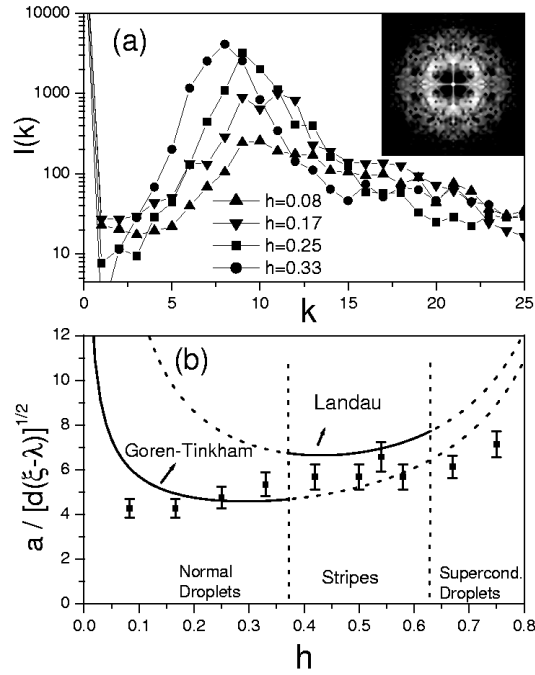 10000
(a)
1000
I(k)
100
10
h=0.08
h=0.17
h=0.25
h=0.33
0 5 10 15 20 25
k
12
(b)
10
Landau
8
Goren-Tinkham
6
a / [d(ξ-λ)]^1/2
4
2
Normal
Droplets
Stripes
Supercond.
Droplets
0
0.0 0.1 0.2 0.3 0.4 0.5 0.6 0.7 0.8
h